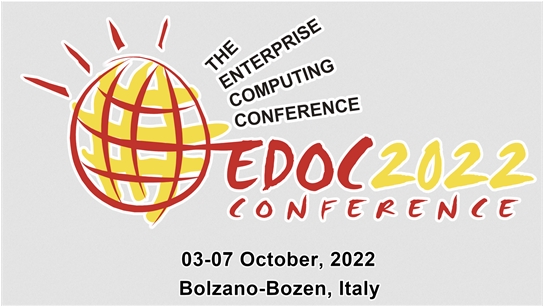 THE
ENTERPRISE
COMPUTING
CONFERENCE
EDOC2022
CONFERENCE
03-07 October, 2022
Bolzano-Bozen, Italy